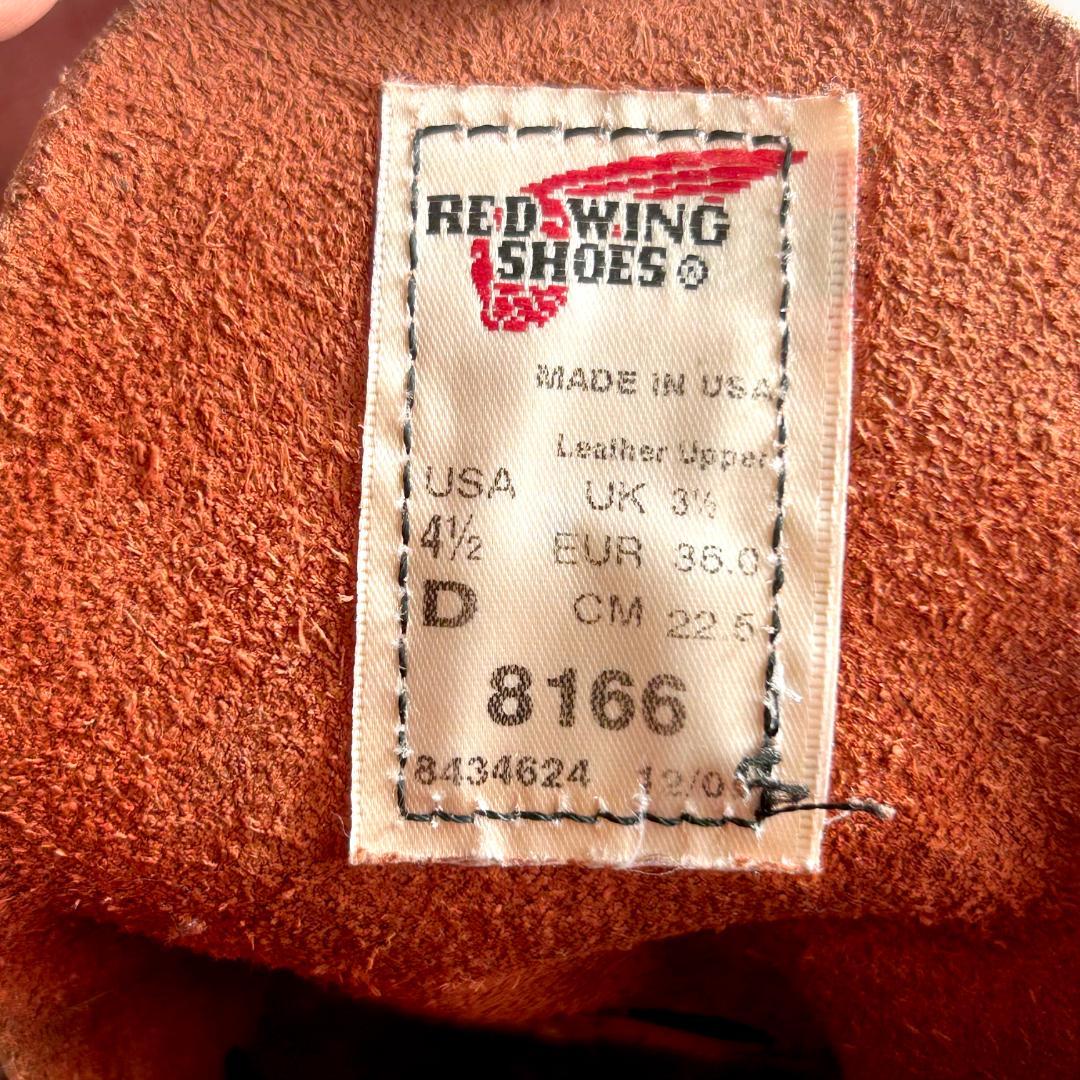 RED WING
SHOES ®
MADE IN USA
Leather Upper
USA UK 3½
4½ EUR 36.0
D CM 22.5
8166
8434624